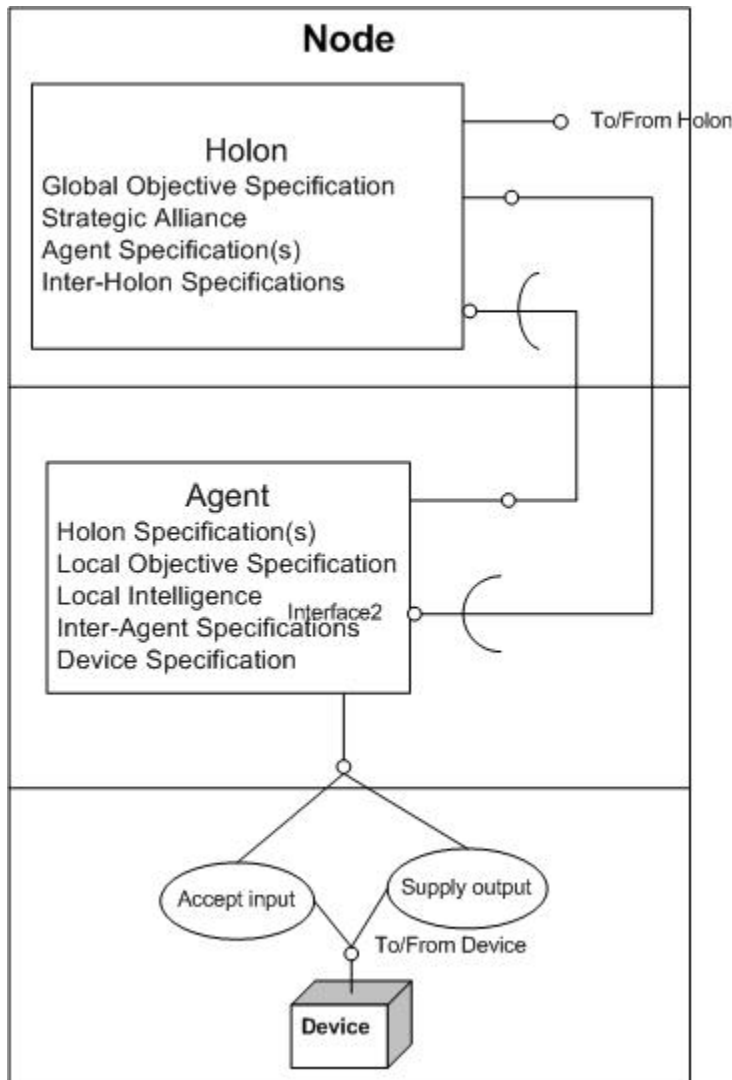 Node
To/From Holon
Holon
Global Objective Specification
Strategic Alliance
Agent Specification(s)
Inter-Holon Specifications
Agent
Holon Specification(s)
Local Objective Specification
Local Intelligence
Interface2
Inter-Agent Specifications
Device Specification
Accept input
Supply output
To/From Device
Device